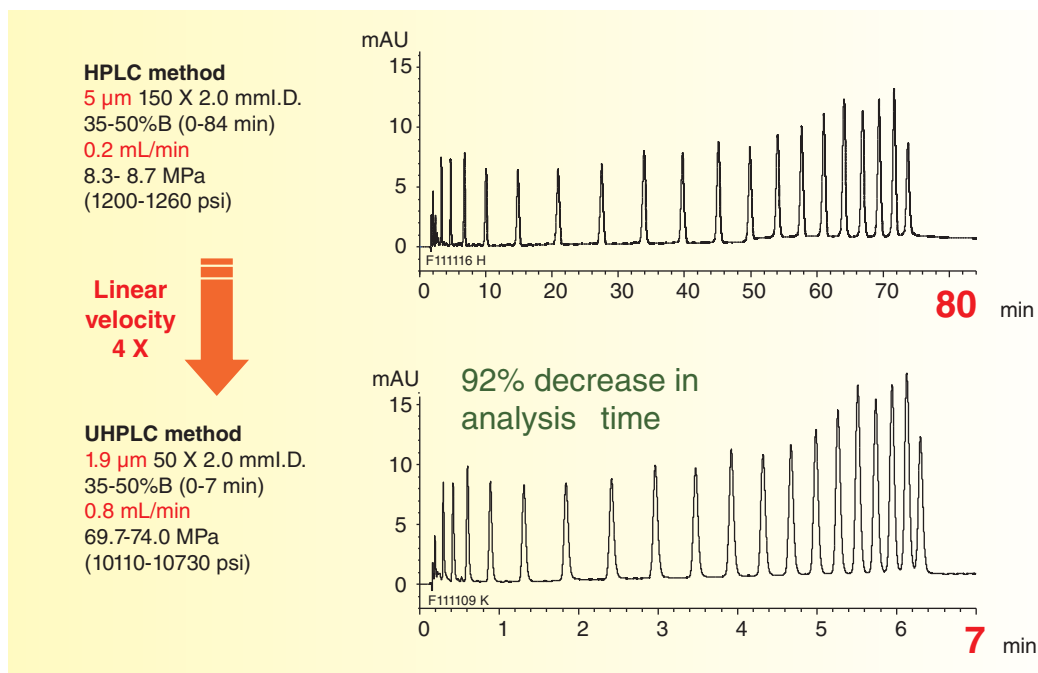 HPLC method
5 µm 150 X 2.0 mmI.D.
35-50%B (0-84 min)
0.2 mL/min
8.3- 8.7 MPa
(1200-1260 psi)
Linear
velocity
4 X
UHPLC method
1.9 µm 50 X 2.0 mmI.D.
35-50%B (0-7 min)
0.8 mL/min
69.7-74.0 MPa
(10110-10730 psi)
mAU
15
10
5
0
F111116 H
0 10 20 30 40 50 60 70 80 min
mAU
92% decrease in
analysis time
15
10
5
0
F111109 K
0 1 2 3 4 5 6 7 min